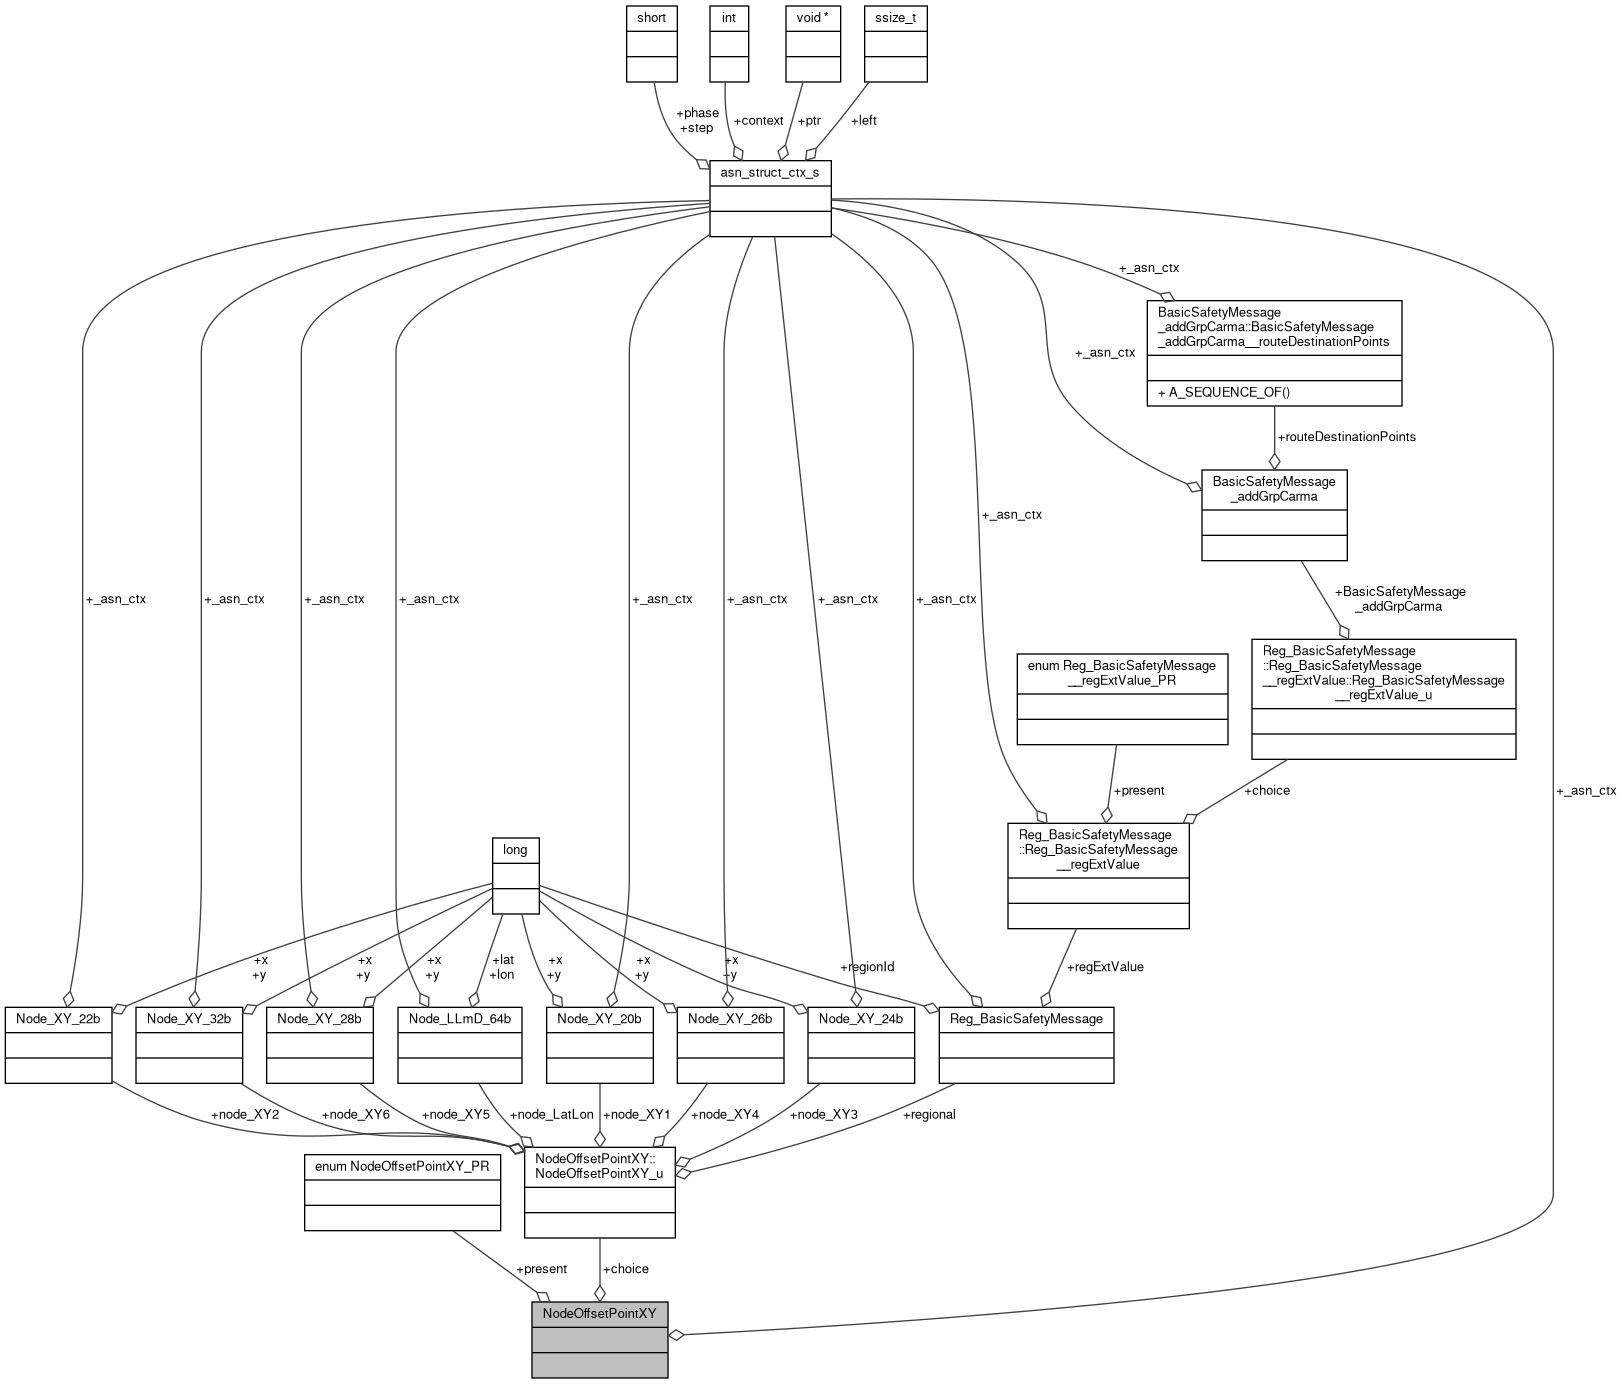 short
int
void *
ssize_t
+phase
+step
+context
+ptr
+left
asn_struct_ctx_s
+_asn_ctx
BasicSafetyMessage
_addGrpCarma::BasicSafetyMessage
_addGrpCarma__routeDestinationPoints
+ A_SEQUENCE_OF()
+_asn_ctx
+routeDestinationPoints
BasicSafetyMessage
_addGrpCarma
+_asn_ctx
+_asn_ctx
+_asn_ctx
+_asn_ctx
+_asn_ctx
+_asn_ctx
+_asn_ctx
+_asn_ctx
+_asn_ctx
+BasicSafetyMessage
_addGrpCarma
enum Reg_BasicSafetyMessage
__regExtValue_PR
Reg_BasicSafetyMessage
::Reg_BasicSafetyMessage
__regExtValue::Reg_BasicSafetyMessage
__regExtValue_u
+present
+choice
+_asn_ctx
long
Reg_BasicSafetyMessage
::Reg_BasicSafetyMessage
__regExtValue
+x
+y
+x
+y
+x
+y
+lat
+lon
+x
+y
+x
+y
+x
+y
+regionId
+regExtValue
Node_XY_22b
Node_XY_32b
Node_XY_28b
Node_LLmD_64b
Node_XY_20b
Node_XY_26b
Node_XY_24b
Reg_BasicSafetyMessage
+node_XY2
+node_XY6
+node_XY5
+node_LatLon
+node_XY1
+node_XY4
+node_XY3
+regional
enum NodeOffsetPointXY_PR
NodeOffsetPointXY::
NodeOffsetPointXY_u
+present
+choice
NodeOffsetPointXY